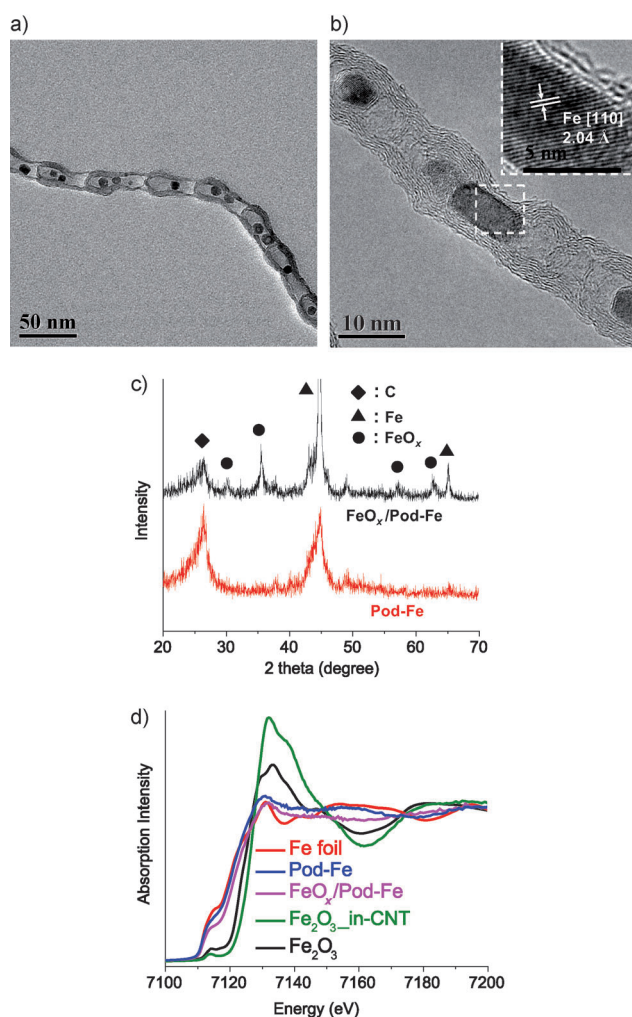 a)
b)
50 nm
Fe [110]
2.04 Å
5 nm
10 nm
c)
◆ : C
▲ : Fe
● : FeOₓ
Intensity
FeOₓ/Pod-Fe
Pod-Fe
20 30 40 50 60 70
2 theta (degree)
d)
Absorption Intensity
Fe foil
Pod-Fe
FeOₓ/Pod-Fe
Fe₂O₃_in-CNT
Fe₂O₃
7100 7120 7140 7160 7180 7200
Energy (eV)